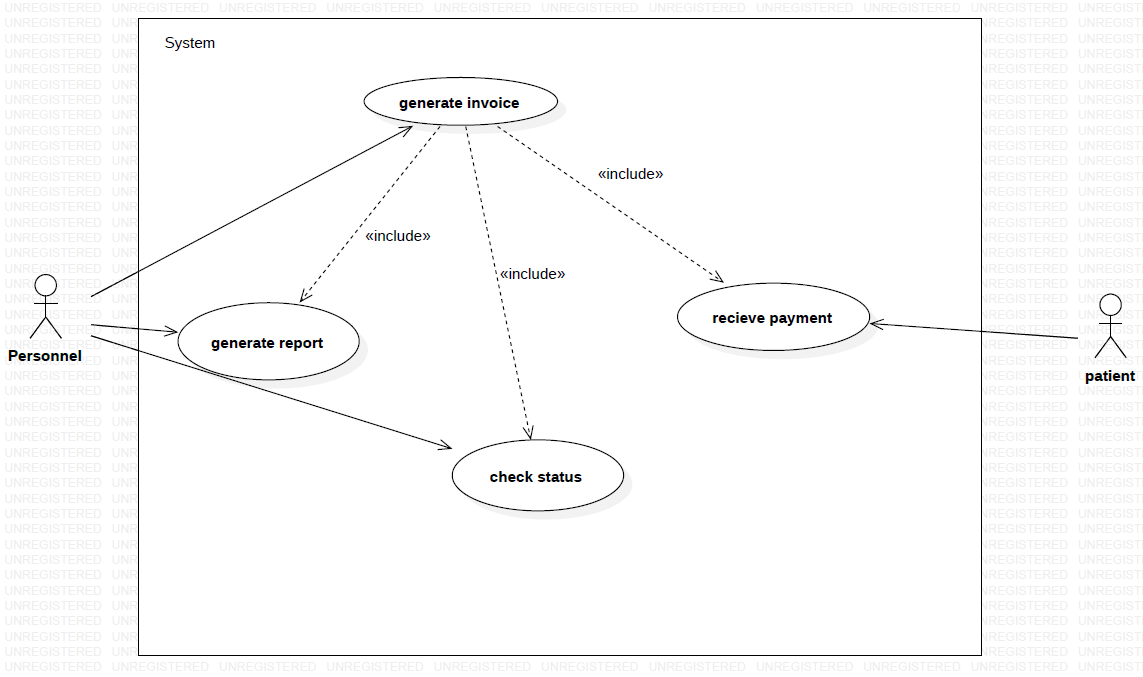 System
generate invoice
«include»
«include»
«include»
recieve payment
generate report
Personnel
patient
check status
UNREGISTERED